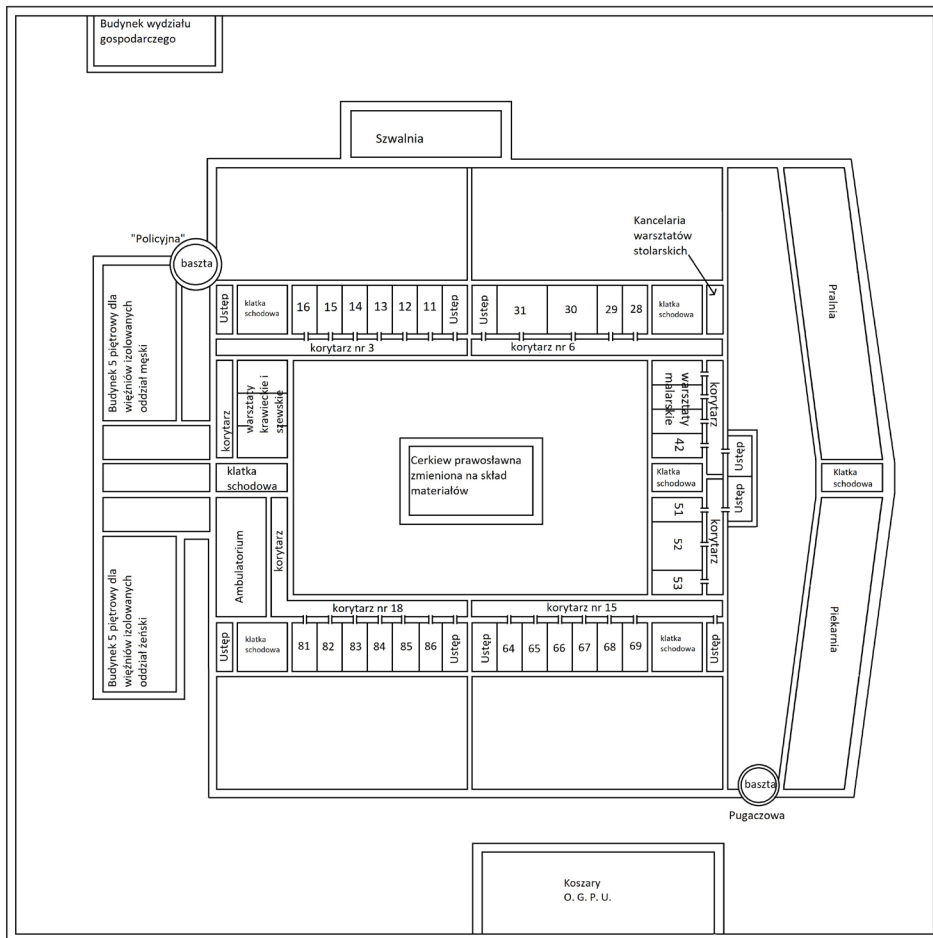 Budynek wydziału
gospodarczego
Szwalnia
"Policyjna"
baszta
Kancelaria
warsztatów
stolarskich
Ustęp
klatka
schodowa
16
15
14
13
12
11
Ustęp
Ustęp
31
30
29
28
klatka
schodowa
korytarz nr 3
korytarz nr 6
Budynek 5 piętrowy dla
więźniów izolowanych
oddział męski
korytarz
warsztaty
krawieckie i
szewskie
warsztaty
malarskie
42
korytarz
Pralnia
klatka
schodowa
Cerkiew prawosławna
zmieniona na skład
materiałów
Klatka
schodowa
Ustęp
Ustęp
Klatka
schodowa
51
52
53
korytarz
Ambulatorium
korytarz
Budynek 5 piętrowy dla
więźniów izolowanych
oddział żeński
Piekarnia
korytarz nr 18
korytarz nr 15
Ustęp
klatka
schodowa
81
82
83
84
85
86
Ustęp
Ustęp
64
65
66
67
68
69
klatka
schodowa
Ustęp
baszta
Pugaczowa
Koszary
O. G. P. U.